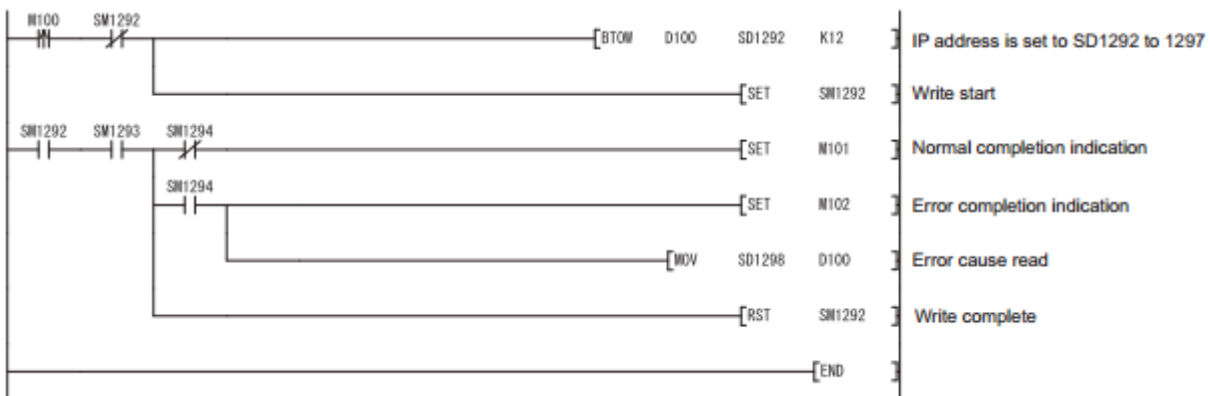 M100 SM1292
[BTOW D100 SD1292 K12 ] IP address is set to SD1292 to 1297
[SET SM1292 ] Write start
SM1292 SM1293 SM1294
[SET M101 ] Normal completion indication
SM1294
[SET M102 ] Error completion indication
[MOV SD1298 D100 ] Error cause read
[RST SM1292 ] Write complete
[END ]